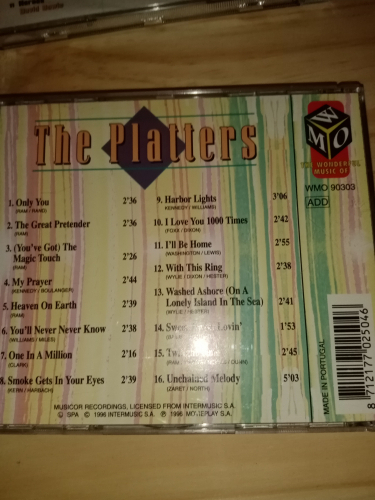 The Platters
W
M
O
THE WONDERFUL
MUSIC OF
WMO 90303
ADD
1. Only You 2'36
(RAM / RAND)
2. The Great Pretender 2'36
(RAM)
3. (You've Got) The
Magic Touch 2'26
(RAM)
4. My Prayer 2'44
(KENNEDY / BOULANGER)
5. Heaven On Earth 2'39
(RAM)
6. You'll Never Never Know 2'38
(WILLIAMS / MILES)
7. One In A Million 2'16
(CLARK)
8. Smoke Gets In Your Eyes 2'39
(KERN / HARBACH)
9. Harbor Lights 3'06
(KENNEDY / WILLIAMS)
10. I Love You 1000 Times 2'42
(FOXX / DIXON)
11. I'll Be Home 2'55
(WASHINGTON / LEWIS)
12. With This Ring 2'38
(WYLIE / DIXON / HESTER)
13. Washed Ashore (On A
Lonely Island In The Sea) 2'41
(WYLIE / HESTER)
14. Lovin' 1'53
15. 2'45
(RAM
16. Unchained Melody 5'03
(ZARET / NORTH)
MUSICOR RECORDINGS, LICENSED FROM INTERMUSIC S.A.
SPA © 1996 INTERMUSIC S.A. ℗ 1996 MOVIEPLAY S.A.
MADE IN PORTUGAL
8 712177 025046